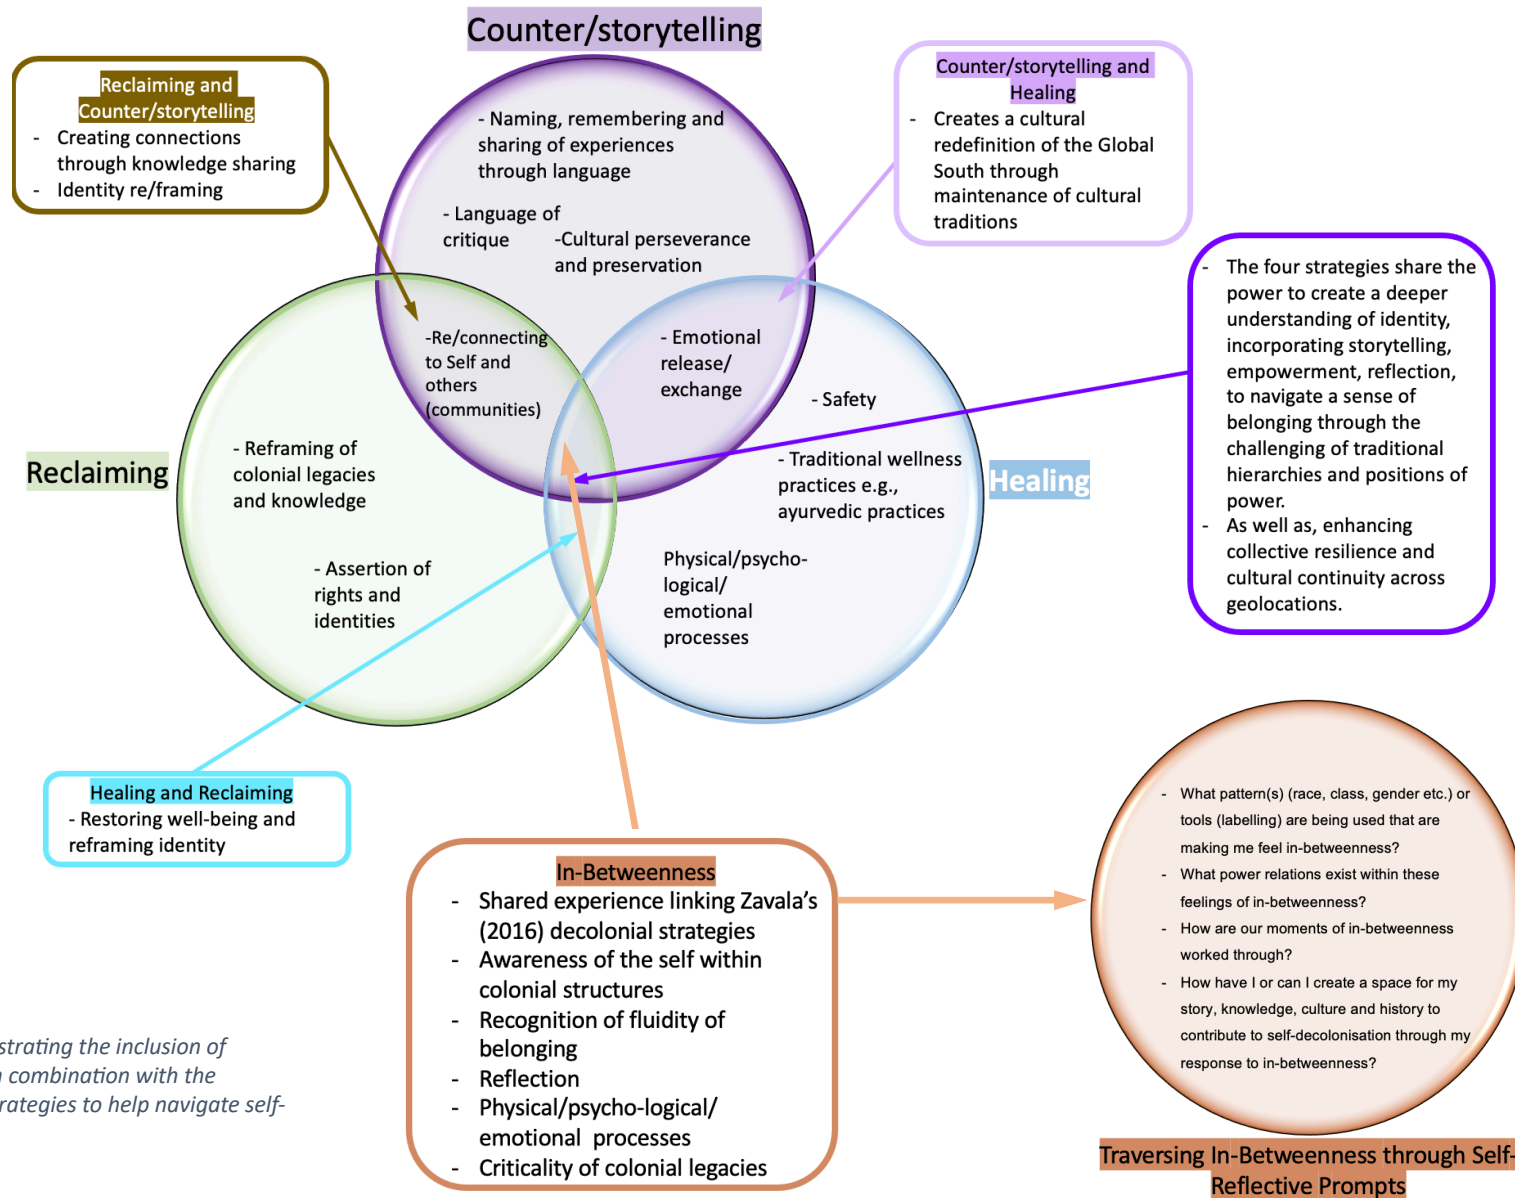 Counter/storytelling
Reclaiming and
Counter/storytelling
- Creating connections
through knowledge sharing
- Identity re/framing
Counter/storytelling and
Healing
- Creates a cultural
redefinition of the Global
South through
maintenance of cultural
traditions
- Naming, remembering and
sharing of experiences
through language
- Language of
critique
-Cultural perseverance
and preservation
-Re/connecting
to Self and
others
(communities)
- Emotional
release/
exchange
- Safety
- Traditional wellness
practices e.g.,
ayurvedic practices
Physical/psycho-
logical/
emotional
processes
Healing
Reclaiming
- Reframing of
colonial legacies
and knowledge
- Assertion of
rights and
identities
- The four strategies share the
power to create a deeper
understanding of identity,
incorporating storytelling,
empowerment, reflection,
to navigate a sense of
belonging through the
challenging of traditional
hierarchies and positions of
power.
- As well as, enhancing
collective resilience and
cultural continuity across
geolocations.
Healing and Reclaiming
- Restoring well-being and
reframing identity
In-Betweenness
- Shared experience linking Zavala’s
(2016) decolonial strategies
- Awareness of the self within
colonial structures
- Recognition of fluidity of
belonging
- Reflection
- Physical/psycho-logical/
emotional processes
- Criticality of colonial legacies
- What pattern(s) (race, class, gender etc.) or
tools (labelling) are being used that are
making me feel in-betweenness?
- What power relations exist within these
feelings of in-betweenness?
- How are our moments of in-betweenness
worked through?
- How have I or can I create a space for my
story, knowledge, culture and history to
contribute to self-decolonisation through my
response to in-betweenness?
Traversing In-Betweenness through Self-
Reflective Prompts
strating the inclusion of
combination with the
rategies to help navigate self-